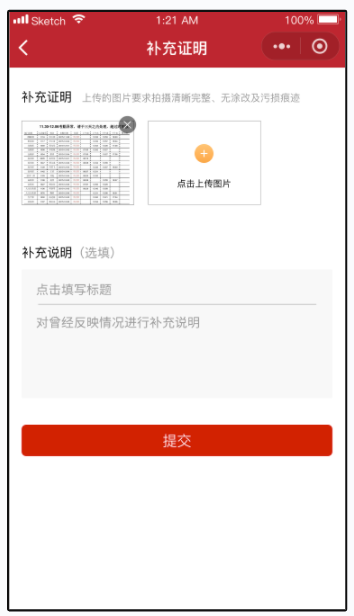 Sketch 1:21 AM 100%
补充证明
补充证明 上传的图片要求拍摄清晰完整、无涂改及污损痕迹
点击上传图片
补充说明（选填）
点击填写标题
对曾经反映情况进行补充说明
提交